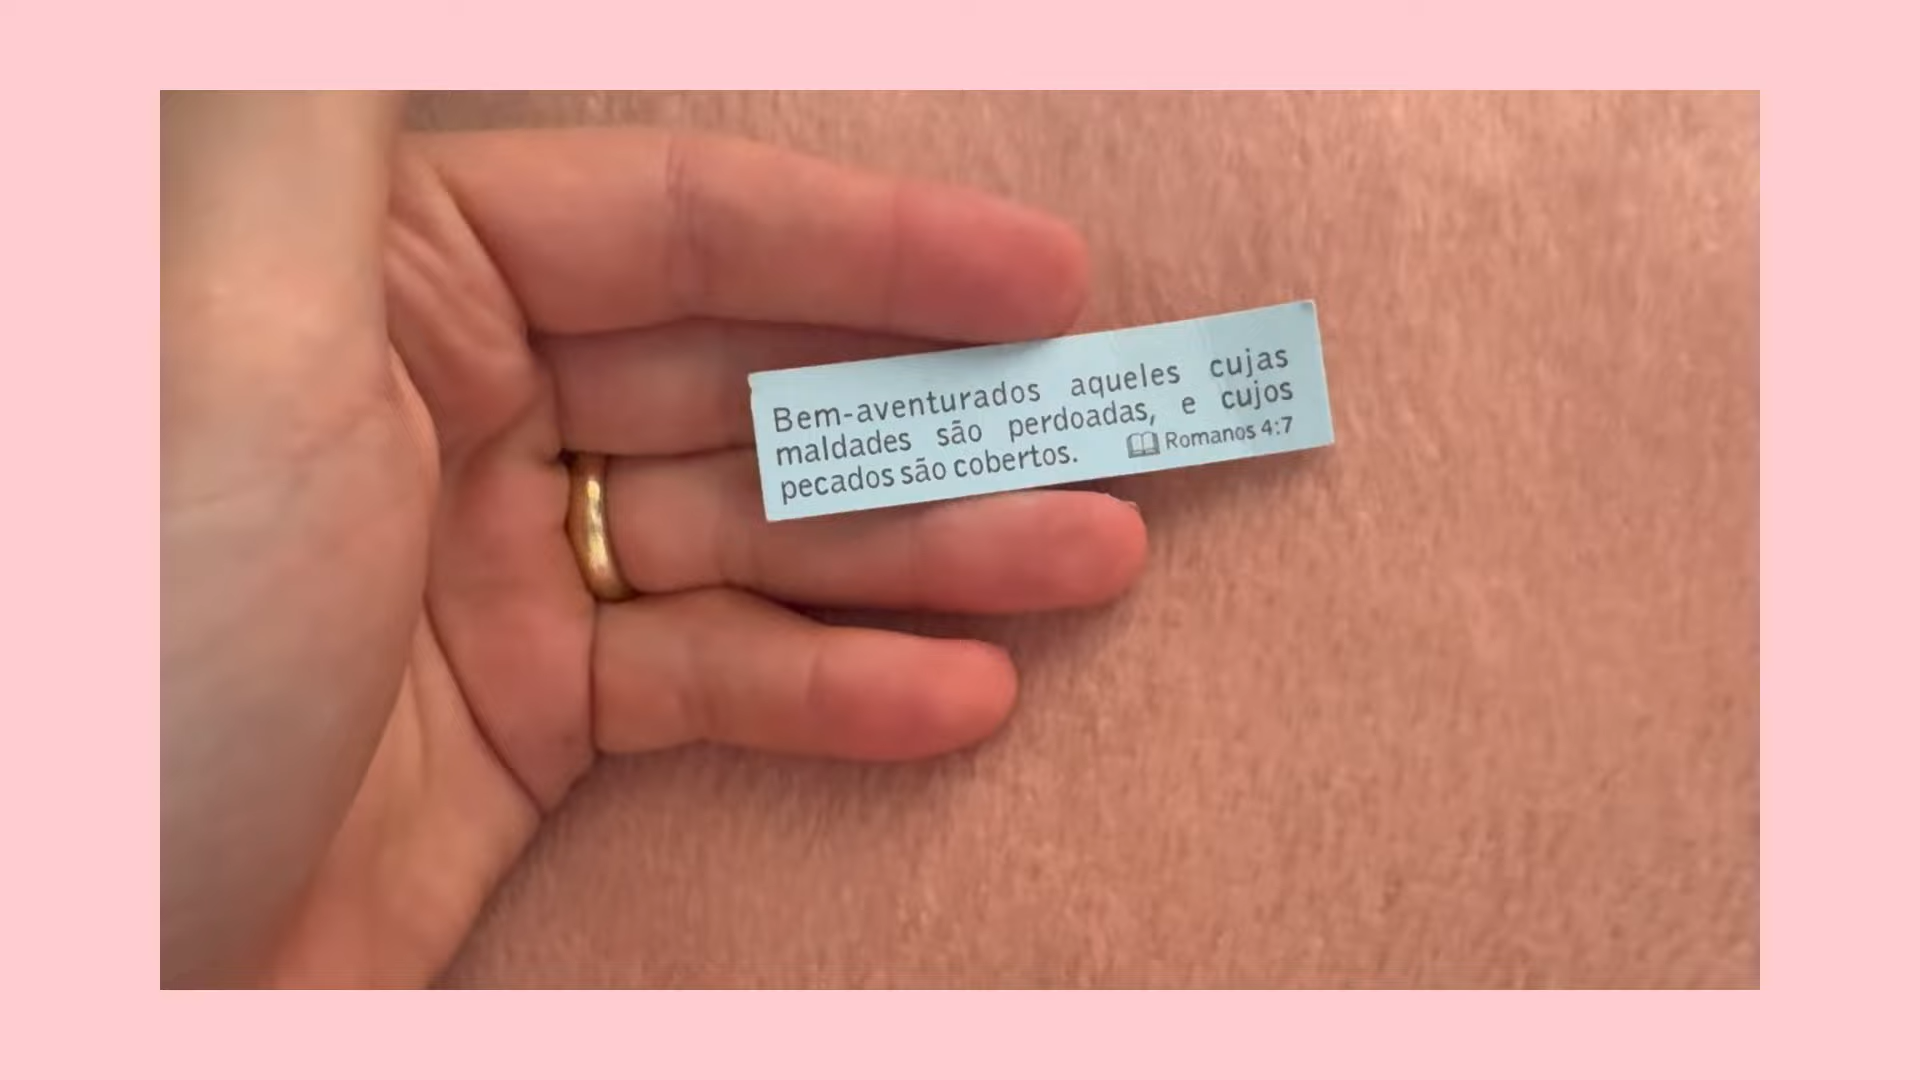 Bem-aventurados aqueles cujas
maldades são perdoadas, e cujos
pecados são cobertos. Romanos 4:7